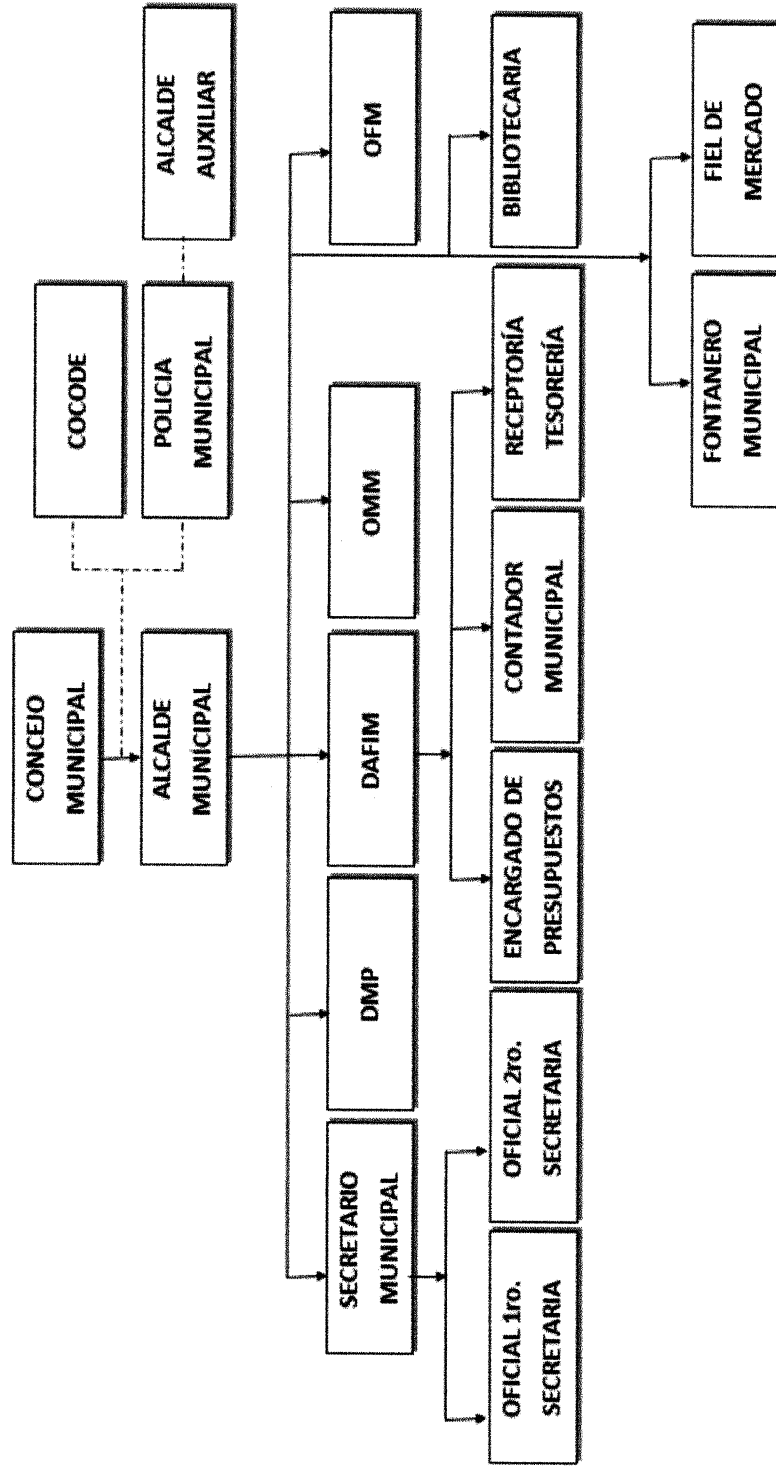 CONCEJO
MUNICIPAL
COCODE
ALCALDE
MUNICIPAL
POLICIA
MUNICIPAL
ALCALDE
AUXILIAR
SECRETARIO
MUNICIPAL
DMP
DAFIM
OMM
OFM
OFICIAL 1ro.
SECRETARIA
OFICIAL 2ro.
SECRETARIA
ENCARGADO DE
PRESUPUESTOS
CONTADOR
MUNICIPAL
RECEPTORÍA
TESORERÍA
BIBLIOTECARIA
FONTANERO
MUNICIPAL
FIEL DE
MERCADO